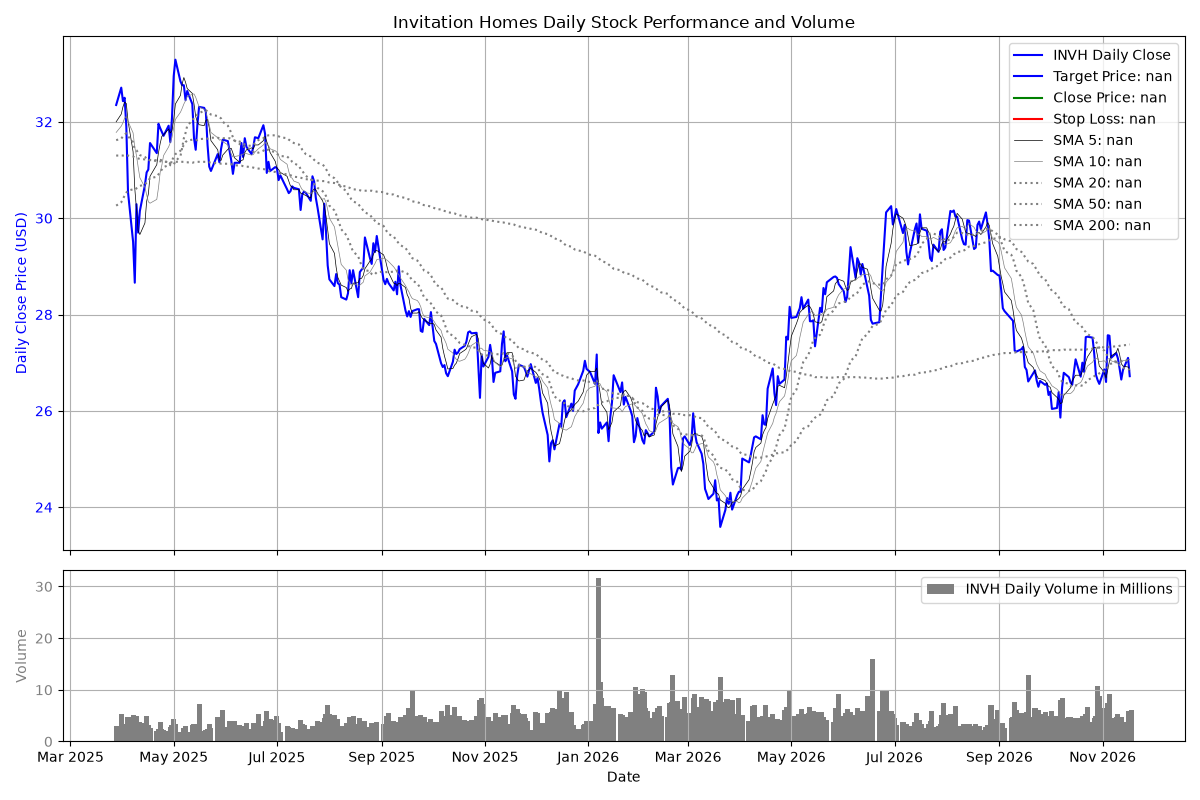 Invitation Homes Daily Stock Performance and Volume
INVH Daily Close
Target Price: nan
Close Price: nan
Stop Loss: nan
SMA 5: nan
SMA 10: nan
SMA 20: nan
SMA 50: nan
SMA 200: nan
Daily Close Price (USD)
32
30
28
26
24
INVH Daily Volume in Millions
Volume
30
20
10
0
Mar 2025 May 2025 Jul 2025 Sep 2025 Nov 2025 Jan 2026 Mar 2026 May 2026 Jul 2026 Sep 2026 Nov 2026
Date